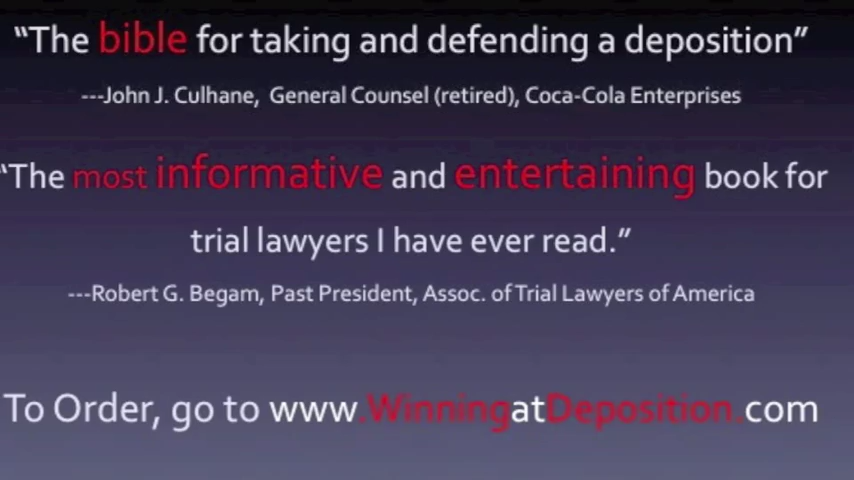 “The bible for taking and defending a deposition”
---John J. Culhane, General Counsel (retired), Coca-Cola Enterprises
“The most informative and entertaining book for
trial lawyers I have ever read.”
---Robert G. Begam, Past President, Assoc. of Trial Lawyers of America
To Order, go to www.WinningatDeposition.com